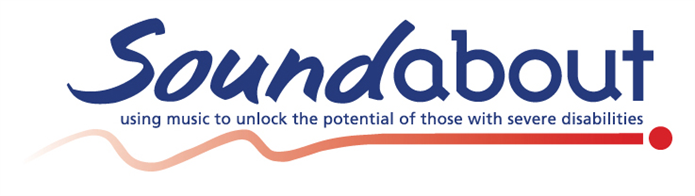 Soundabout
using music to unlock the potential of those with severe disabilities